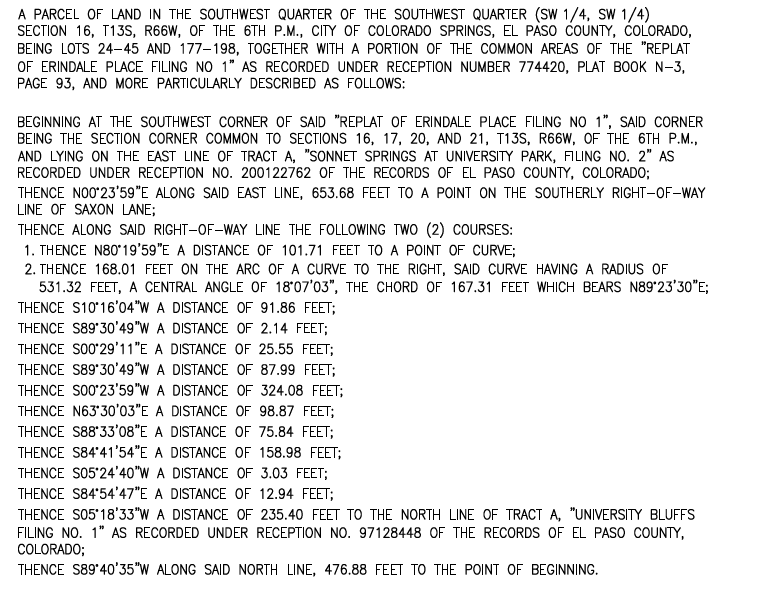 A PARCEL OF LAND IN THE SOUTHWEST QUARTER OF THE SOUTHWEST QUARTER (SW 1/4, SW 1/4)
SECTION 16, T13S, R66W, OF THE 6TH P.M., CITY OF COLORADO SPRINGS, EL PASO COUNTY, COLORADO,
BEING LOTS 24–45 AND 177–198, TOGETHER WITH A PORTION OF THE COMMON AREAS OF THE "REPLAT
OF ERINDALE PLACE FILING NO 1" AS RECORDED UNDER RECEPTION NUMBER 774420, PLAT BOOK N–3,
PAGE 93, AND MORE PARTICULARLY DESCRIBED AS FOLLOWS:
BEGINNING AT THE SOUTHWEST CORNER OF SAID "REPLAT OF ERINDALE PLACE FILING NO 1", SAID CORNER
BEING THE SECTION CORNER COMMON TO SECTIONS 16, 17, 20, AND 21, T13S, R66W, OF THE 6TH P.M.,
AND LYING ON THE EAST LINE OF TRACT A, "SONNET SPRINGS AT UNIVERSITY PARK, FILING NO. 2" AS
RECORDED UNDER RECEPTION NO. 200122762 OF THE RECORDS OF EL PASO COUNTY, COLORADO;
THENCE N00°23'59"E ALONG SAID EAST LINE, 653.68 FEET TO A POINT ON THE SOUTHERLY RIGHT–OF–WAY
LINE OF SAXON LANE;
THENCE ALONG SAID RIGHT–OF–WAY LINE THE FOLLOWING TWO (2) COURSES:
1. THENCE N80°19'59"E A DISTANCE OF 101.71 FEET TO A POINT OF CURVE;
2. THENCE 168.01 FEET ON THE ARC OF A CURVE TO THE RIGHT, SAID CURVE HAVING A RADIUS OF
531.32 FEET, A CENTRAL ANGLE OF 18°07'03", THE CHORD OF 167.31 FEET WHICH BEARS N89°23'30"E;
THENCE S10°16'04"W A DISTANCE OF 91.86 FEET;
THENCE S89°30'49"W A DISTANCE OF 2.14 FEET;
THENCE S00°29'11"E A DISTANCE OF 25.55 FEET;
THENCE S89°30'49"W A DISTANCE OF 87.99 FEET;
THENCE S00°23'59"W A DISTANCE OF 324.08 FEET;
THENCE N63°30'03"E A DISTANCE OF 98.87 FEET;
THENCE S88°33'08"E A DISTANCE OF 75.84 FEET;
THENCE S84°41'54"E A DISTANCE OF 158.98 FEET;
THENCE S05°24'40"W A DISTANCE OF 3.03 FEET;
THENCE S84°54'47"E A DISTANCE OF 12.94 FEET;
THENCE S05°18'33"W A DISTANCE OF 235.40 FEET TO THE NORTH LINE OF TRACT A, "UNIVERSITY BLUFFS
FILING NO. 1" AS RECORDED UNDER RECEPTION NO. 97128448 OF THE RECORDS OF EL PASO COUNTY,
COLORADO;
THENCE S89°40'35"W ALONG SAID NORTH LINE, 476.88 FEET TO THE POINT OF BEGINNING.